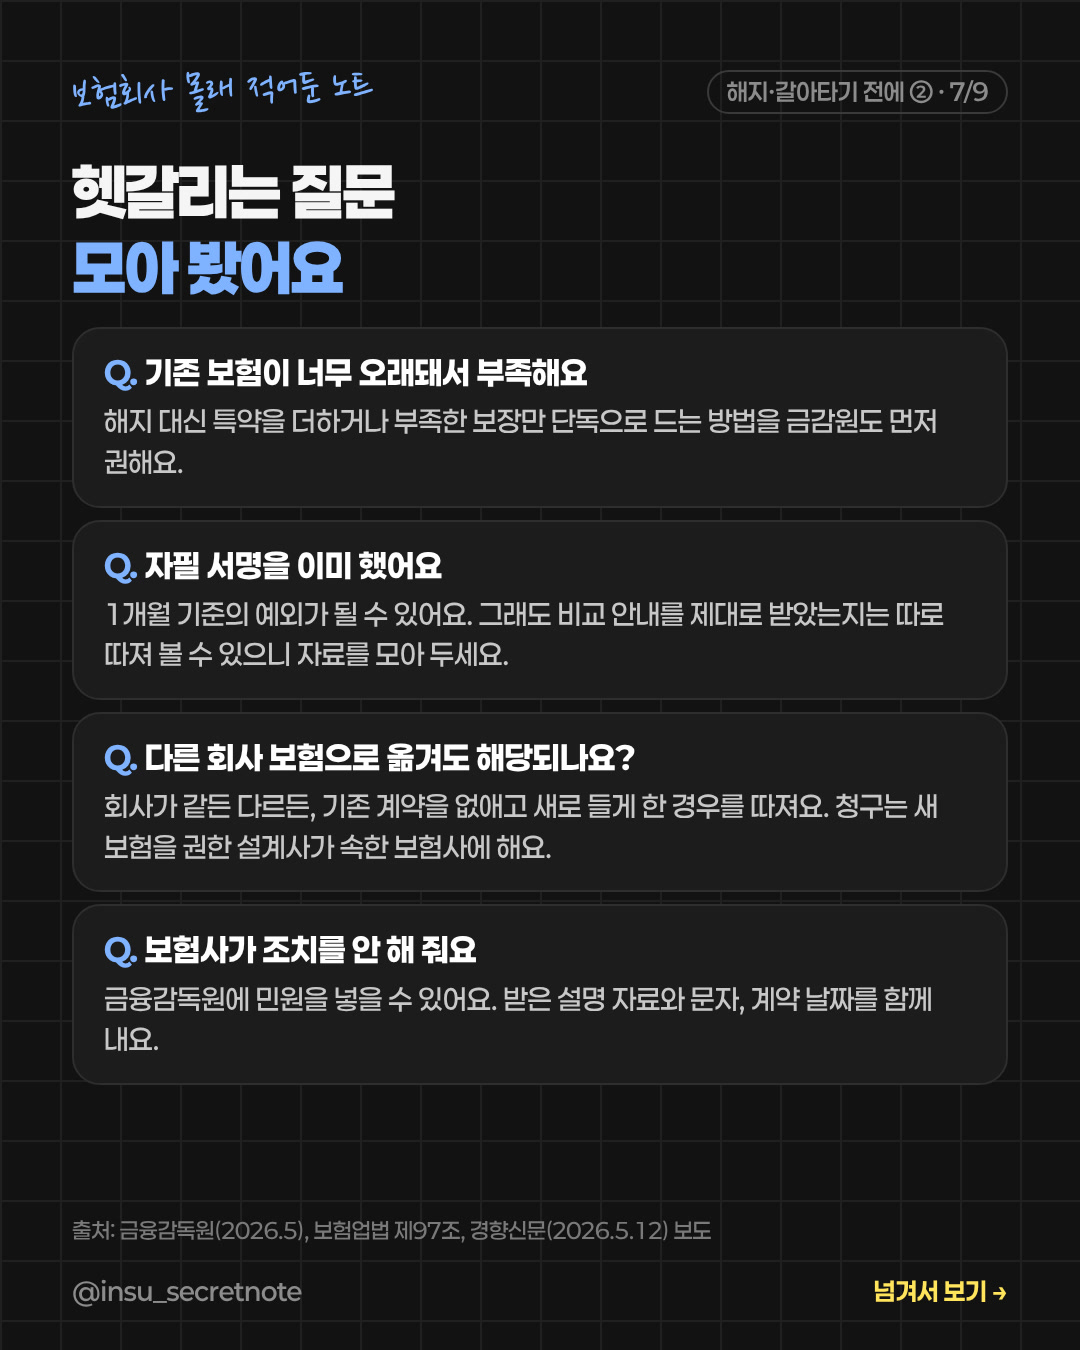 보험회사 몰래 적어둔 노트
해지·갈아타기 전에 ② · 7/9
헷갈리는 질문
모아 봤어요
Q. 기존 보험이 너무 오래돼서 부족해요
해지 대신 특약을 더하거나 부족한 보장만 단독으로 드는 방법을 금감원도 먼저
권해요.
Q. 자필 서명을 이미 했어요
1개월 기준의 예외가 될 수 있어요. 그래도 비교 안내를 제대로 받았는지는 따로
따져 볼 수 있으니 자료를 모아 두세요.
Q. 다른 회사 보험으로 옮겨도 해당되나요?
회사가 같든 다르든, 기존 계약을 없애고 새로 들게 한 경우를 따져요. 청구는 새
보험을 권한 설계사가 속한 보험사에 해요.
Q. 보험사가 조치를 안 해 줘요
금융감독원에 민원을 넣을 수 있어요. 받은 설명 자료와 문자, 계약 날짜를 함께
내요.
출처: 금융감독원(2026.5), 보험업법 제97조, 경향신문(2026.5.12) 보도
@insu_secretnote
넘겨서 보기 →